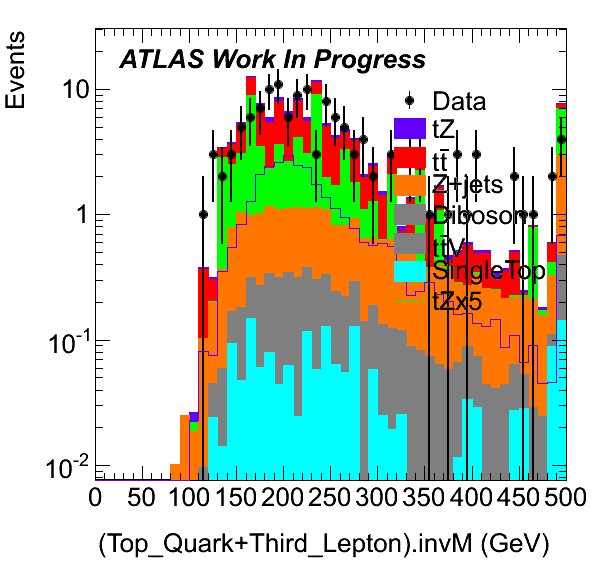 ATLAS Work In Progress
Events
Data
tZ
tt̄
Z+jets
Diboson
tt̄V
SingleTop
tZx5
10
1
10⁻¹
10⁻²
0 50 100 150 200 250 300 350 400 450 500
(Top_Quark+Third_Lepton).invM (GeV)